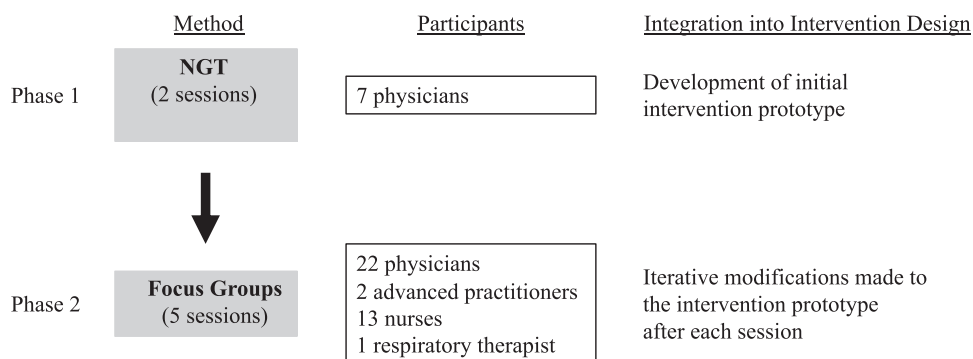 Method Participants Integration into Intervention Design
Phase 1
NGT
(2 sessions)
7 physicians
Development of initial
intervention prototype
Phase 2
Focus Groups
(5 sessions)
22 physicians
2 advanced practitioners
13 nurses
1 respiratory therapist
Iterative modifications made to
the intervention prototype
after each session